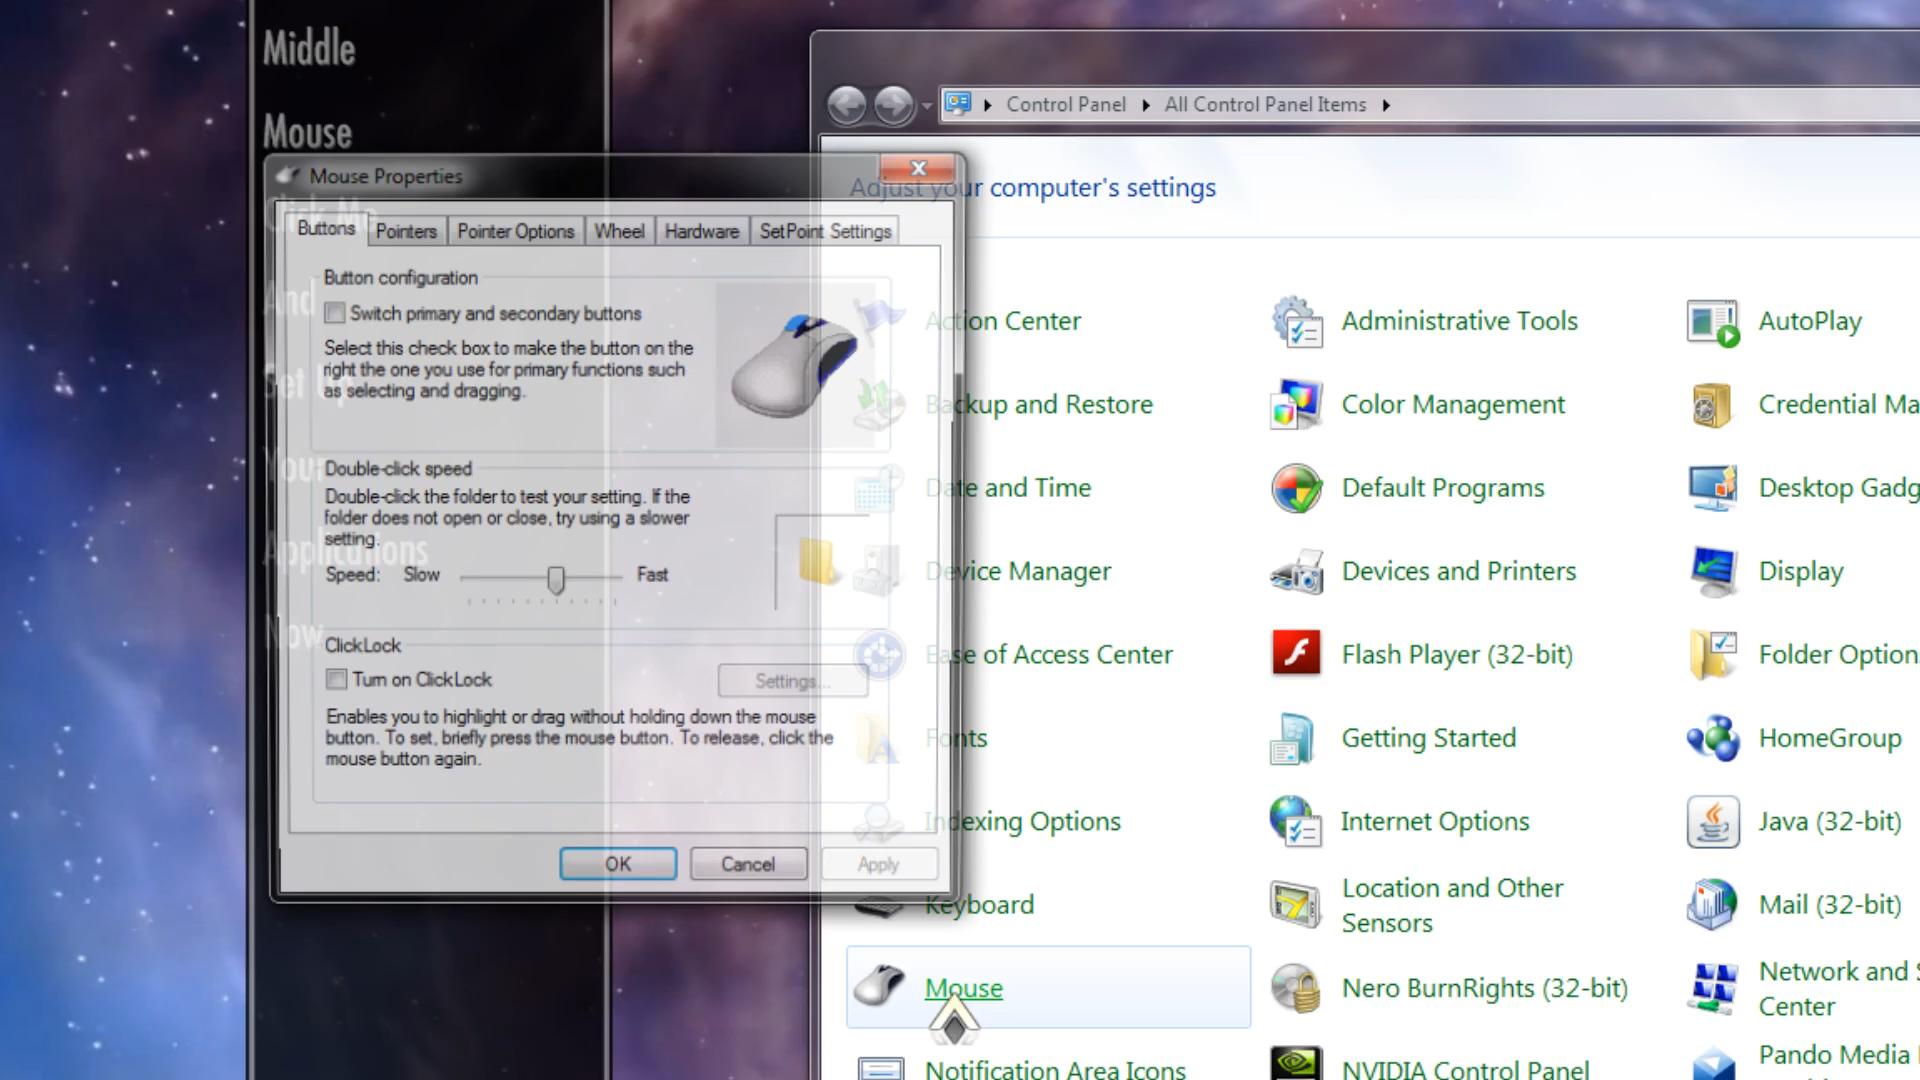 Middle
Mouse
Click Me
And
Set Up
Your
Applications
Now
Mouse Properties
Buttons
Pointers
Pointer Options
Wheel
Hardware
SetPoint Settings
Button configuration
Switch primary and secondary buttons
Select this check box to make the button on the
right the one you use for primary functions such
as selecting and dragging.
Double-click speed
Double-click the folder to test your setting. If the
folder does not open or close, try using a slower
setting.
Speed: Slow Fast
ClickLock
Turn on ClickLock
Settings...
Enables you to highlight or drag without holding down the mouse
button. To set, briefly press the mouse button. To release, click the
mouse button again.
OK
Cancel
Apply
Control Panel
All Control Panel Items
Adjust your computer's settings
Action Center
Administrative Tools
AutoPlay
Backup and Restore
Color Management
Credential Ma
Date and Time
Default Programs
Desktop Gadg
Device Manager
Devices and Printers
Display
Ease of Access Center
Flash Player (32-bit)
Folder Option
Fonts
Getting Started
HomeGroup
Indexing Options
Internet Options
Java (32-bit)
Keyboard
Location and Other
Sensors
Mail (32-bit)
Mouse
Nero BurnRights (32-bit)
Network and S
Center
Notification Area Icons
NVIDIA Control Panel
Pando Media